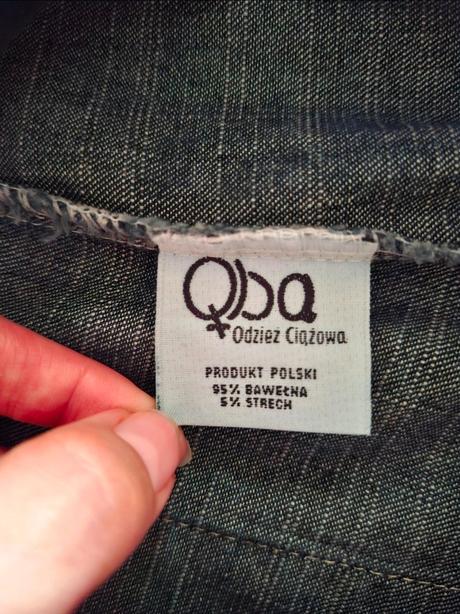 Qba
Odzież Ciążowa
PRODUKT POLSKI
95% BAWEŁNA
5% STRECH